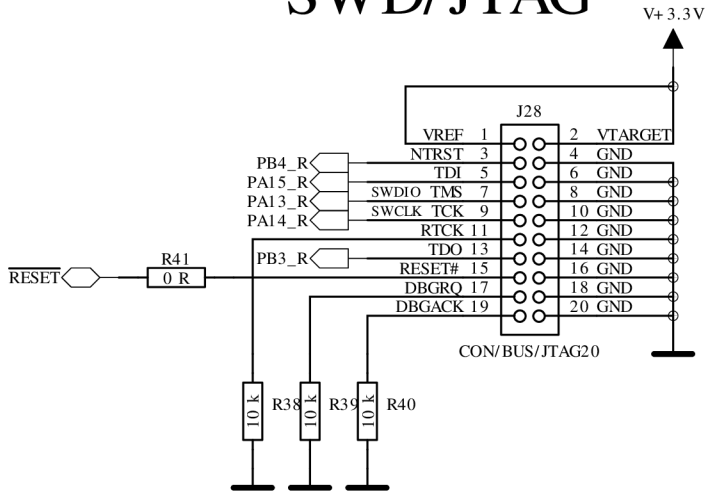 SWD/JTAG
V+3.3V
J28
VREF 1 2 VTARGET
NTRST 3 4 GND
PB4_R
TDI 5 6 GND
PA15_R
SWDIO TMS 7 8 GND
PA13_R
SWCLK TCK 9 10 GND
PA14_R
RTCK 11 12 GND
TDO 13 14 GND
PB3_R
R41
RESET# 15 16 GND
RESET
0 R
DBGRQ 17 18 GND
DBGACK 19 20 GND
CON/BUS/JTAG20
10 k R38 10 k R39 10 k R40